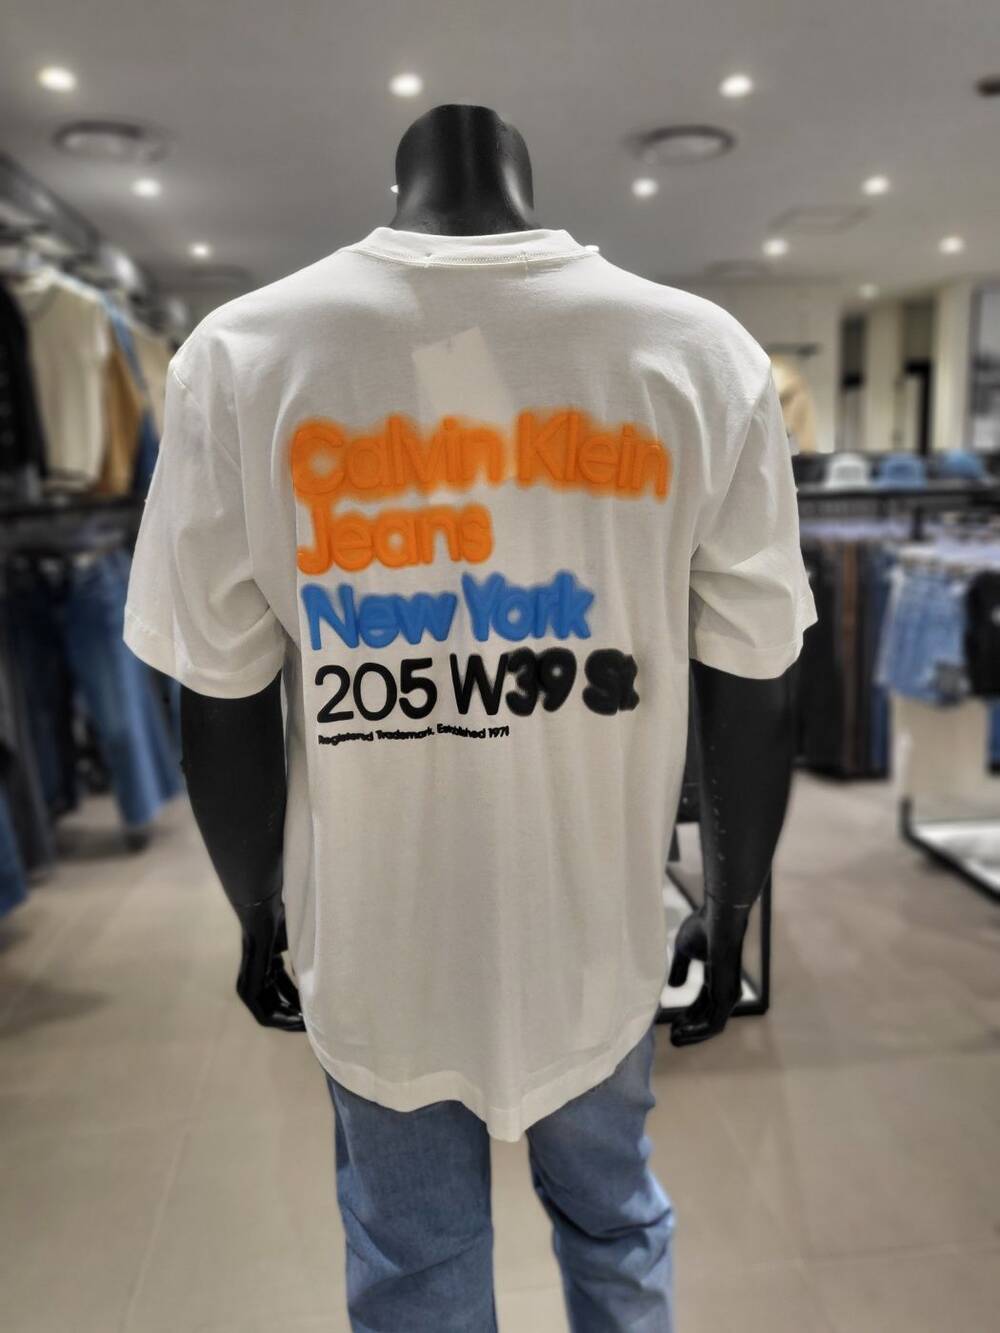 Calvin Klein
Jeans
New York
205 W39 St
Registered Trademark. Established 1971